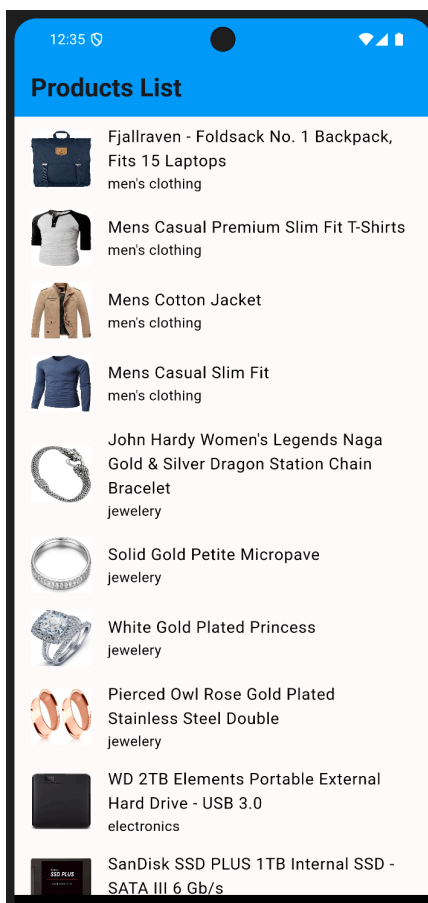 12:35
Products List
Fjallraven - Foldsack No. 1 Backpack,
Fits 15 Laptops
men's clothing
Mens Casual Premium Slim Fit T-Shirts
men's clothing
Mens Cotton Jacket
men's clothing
Mens Casual Slim Fit
men's clothing
John Hardy Women's Legends Naga
Gold & Silver Dragon Station Chain
Bracelet
jewelery
Solid Gold Petite Micropave
jewelery
White Gold Plated Princess
jewelery
Pierced Owl Rose Gold Plated
Stainless Steel Double
jewelery
WD 2TB Elements Portable External
Hard Drive - USB 3.0
electronics
SSD PLUS
SanDisk SSD PLUS 1TB Internal SSD -
SATA III 6 Gb/s